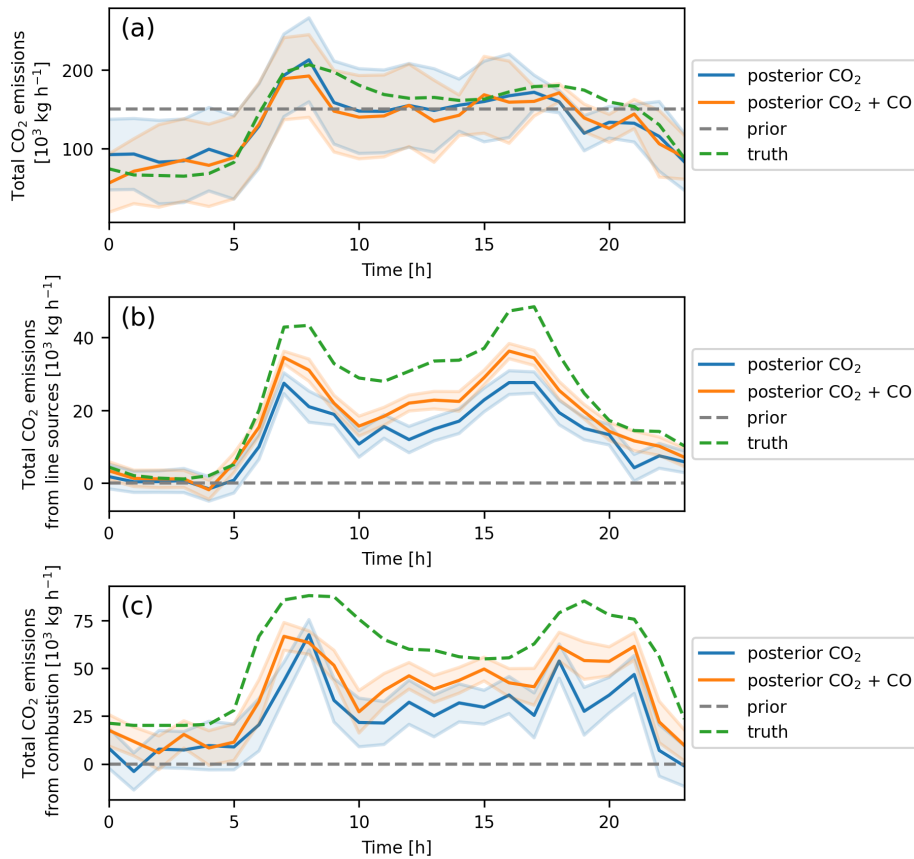 (a)
Total CO₂ emissions
[10³ kg h⁻¹]
200
100
0 5 10 15 20
Time [h]
posterior CO₂
posterior CO₂ + CO
prior
truth
(b)
Total CO₂ emissions
from line sources [10³ kg h⁻¹]
40
20
0
0 5 10 15 20
Time [h]
posterior CO₂
posterior CO₂ + CO
prior
truth
(c)
Total CO₂ emissions
from combustion [10³ kg h⁻¹]
75
50
25
0
0 5 10 15 20
Time [h]
posterior CO₂
posterior CO₂ + CO
prior
truth